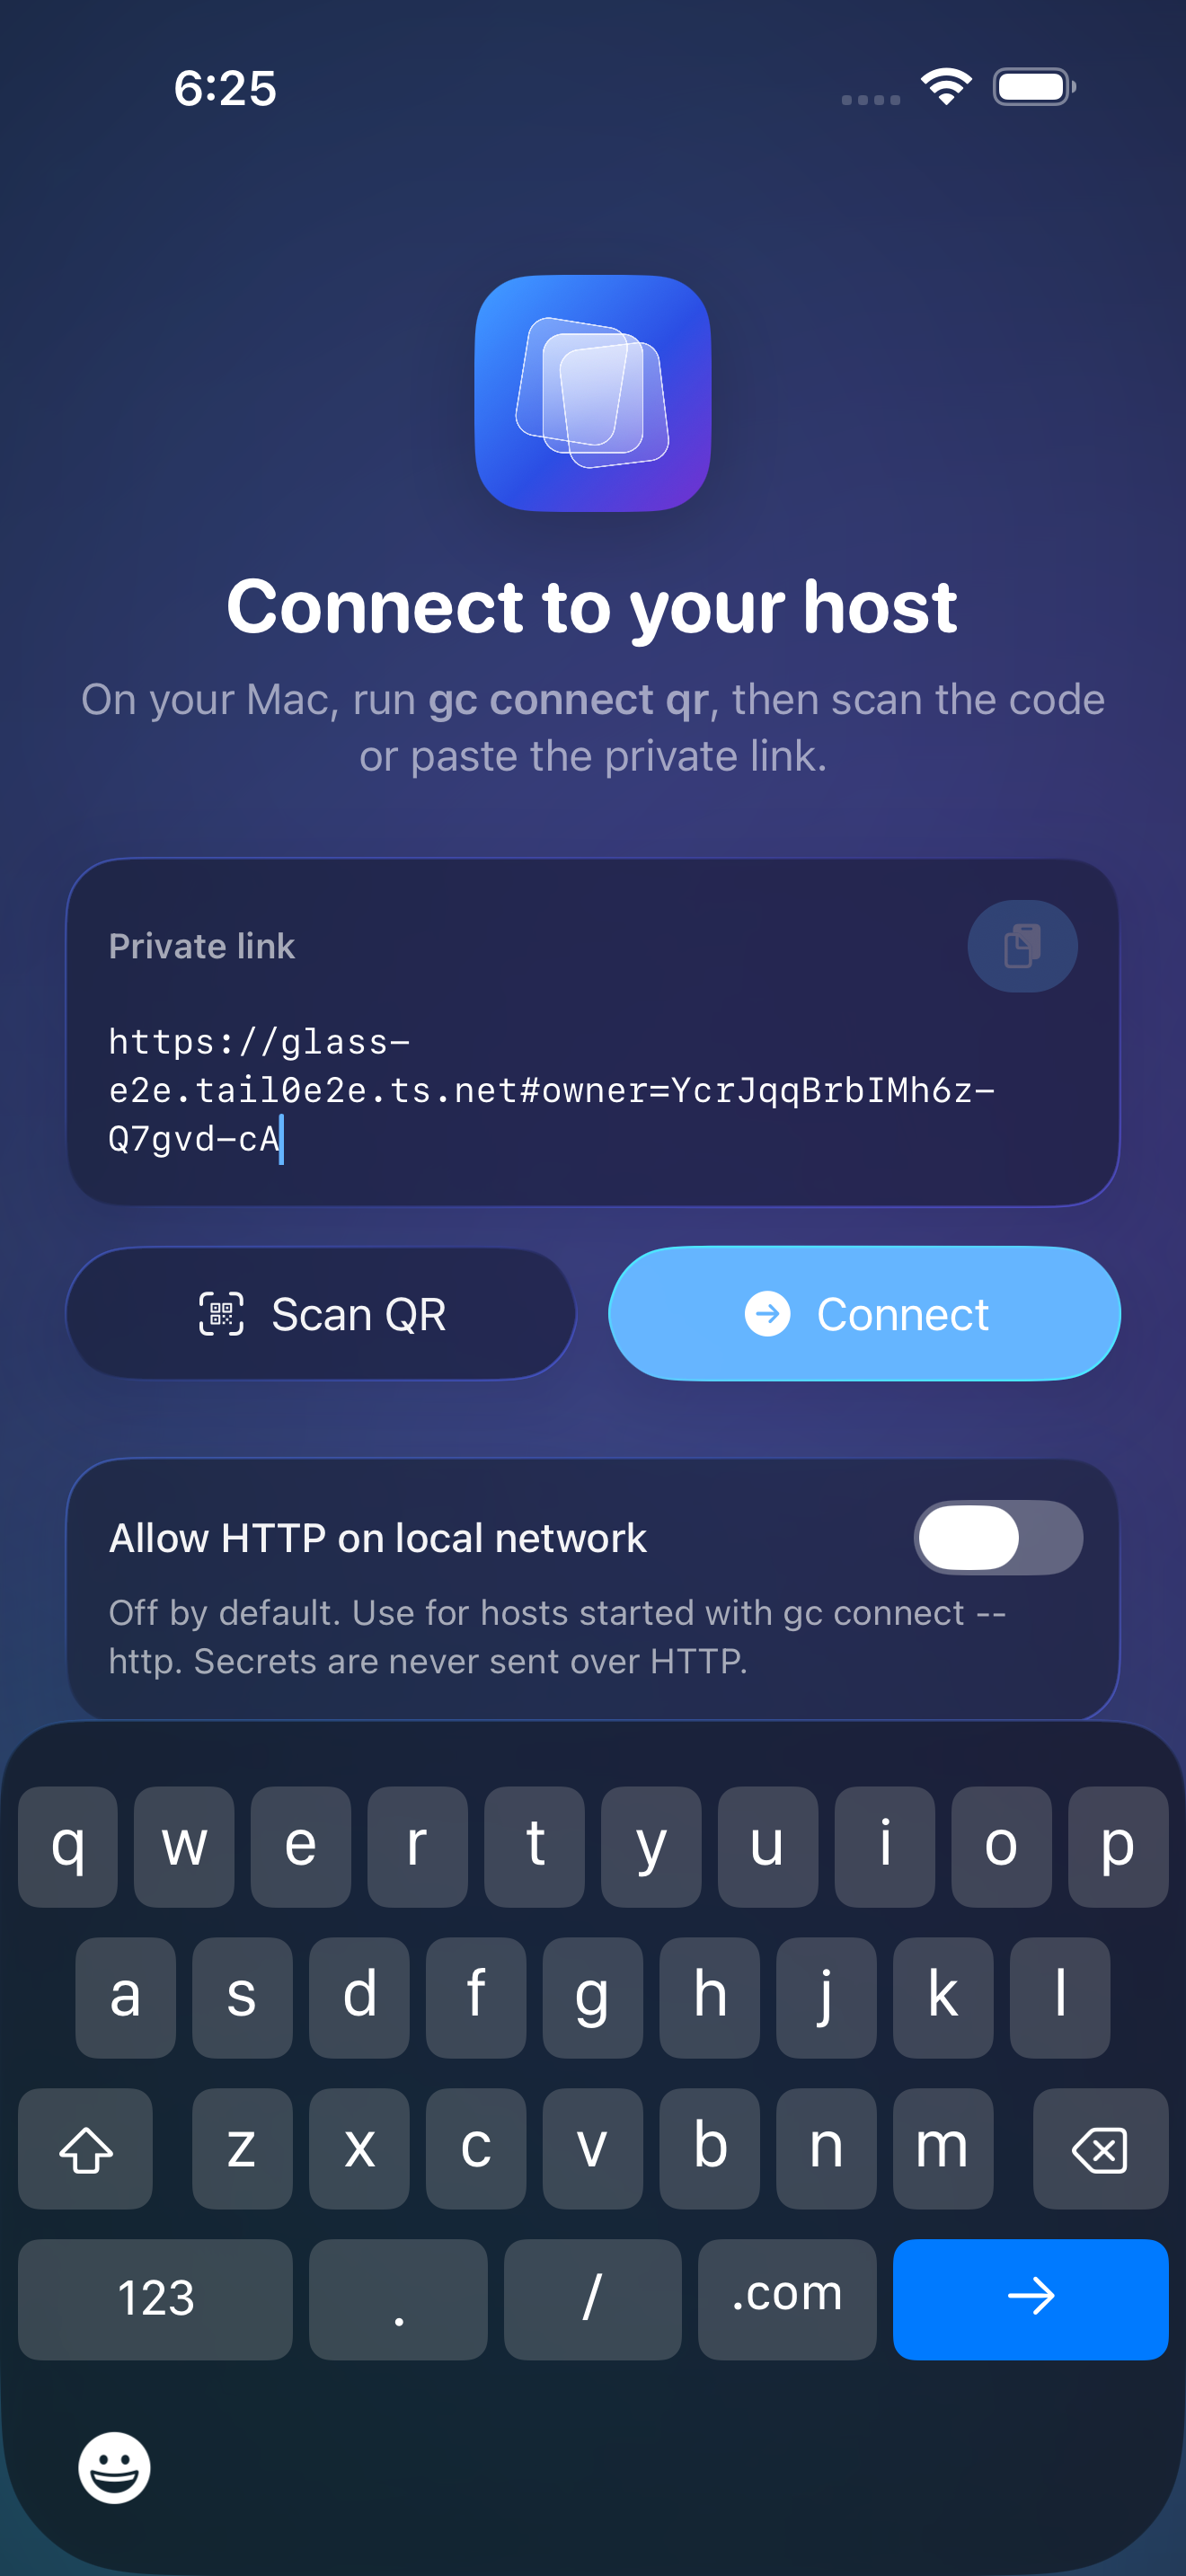 6:25
Connect to your host
On your Mac, run gc connect qr, then scan the code
or paste the private link.
Private link
https://glass-
e2e.tail0e2e.ts.net#owner=YcrJqqBrbIMh6z-
Q7gvd-cA
Scan QR
Connect
Allow HTTP on local network
Off by default. Use for hosts started with gc connect --
http. Secrets are never sent over HTTP.
q w e r t y u i o p
a s d f g h j k l
z x c v b n m
123 . / .com